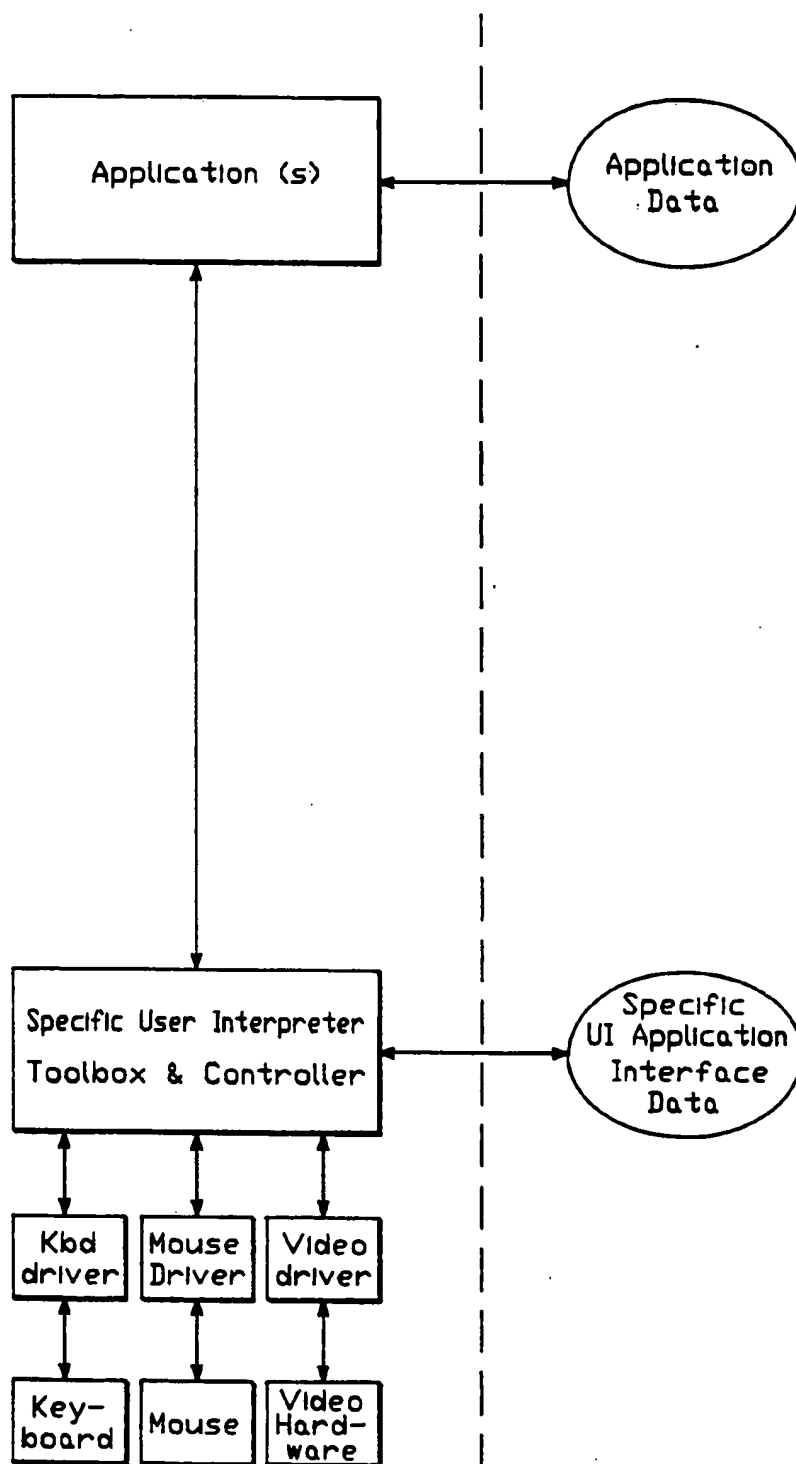 Application (s)
Application
Data
Specific User Interpreter
Toolbox & Controller
Specific
UI Application
Interface
Data
Kbd
driver
Mouse
Driver
Video
driver
Key-
board
Mouse
Video
Hard-
ware